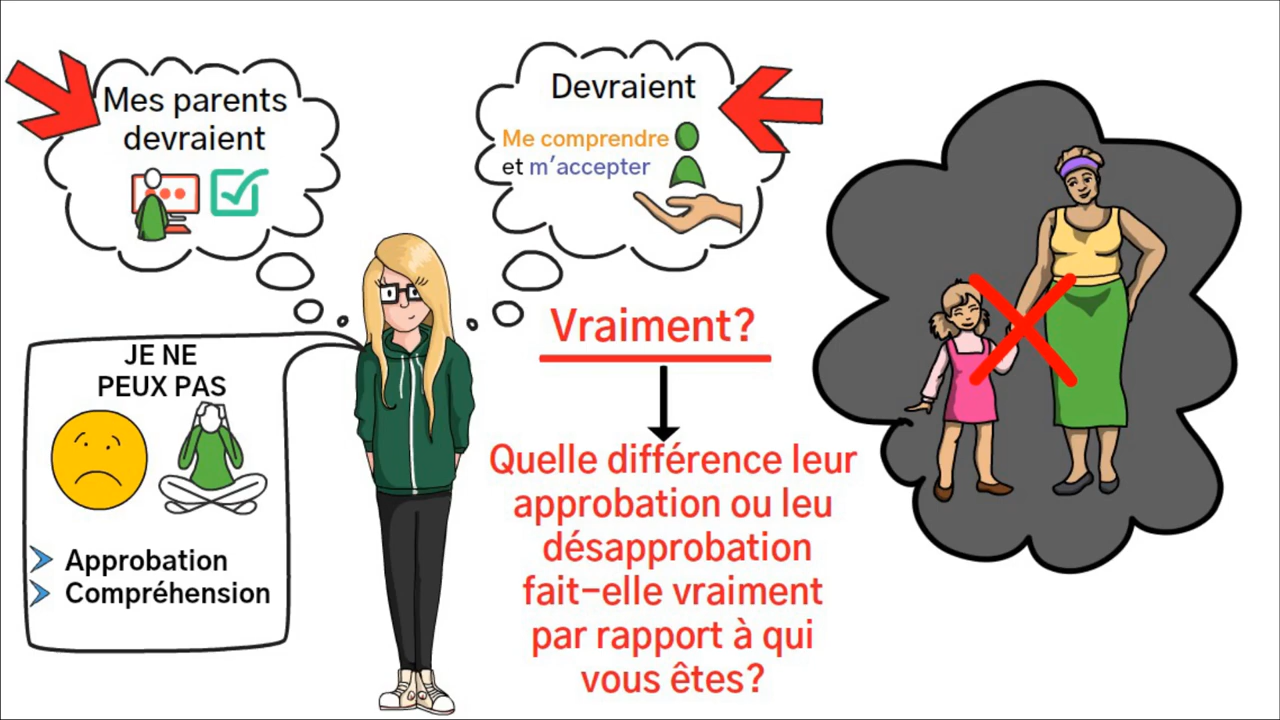 Mes parents
devraient
Devraient
Me comprendre
et m'accepter
JE NE
PEUX PAS
Approbation
Compréhension
Vraiment?
Quelle différence leur
approbation ou leu
désapprobation
fait-elle vraiment
par rapport à qui
vous êtes?